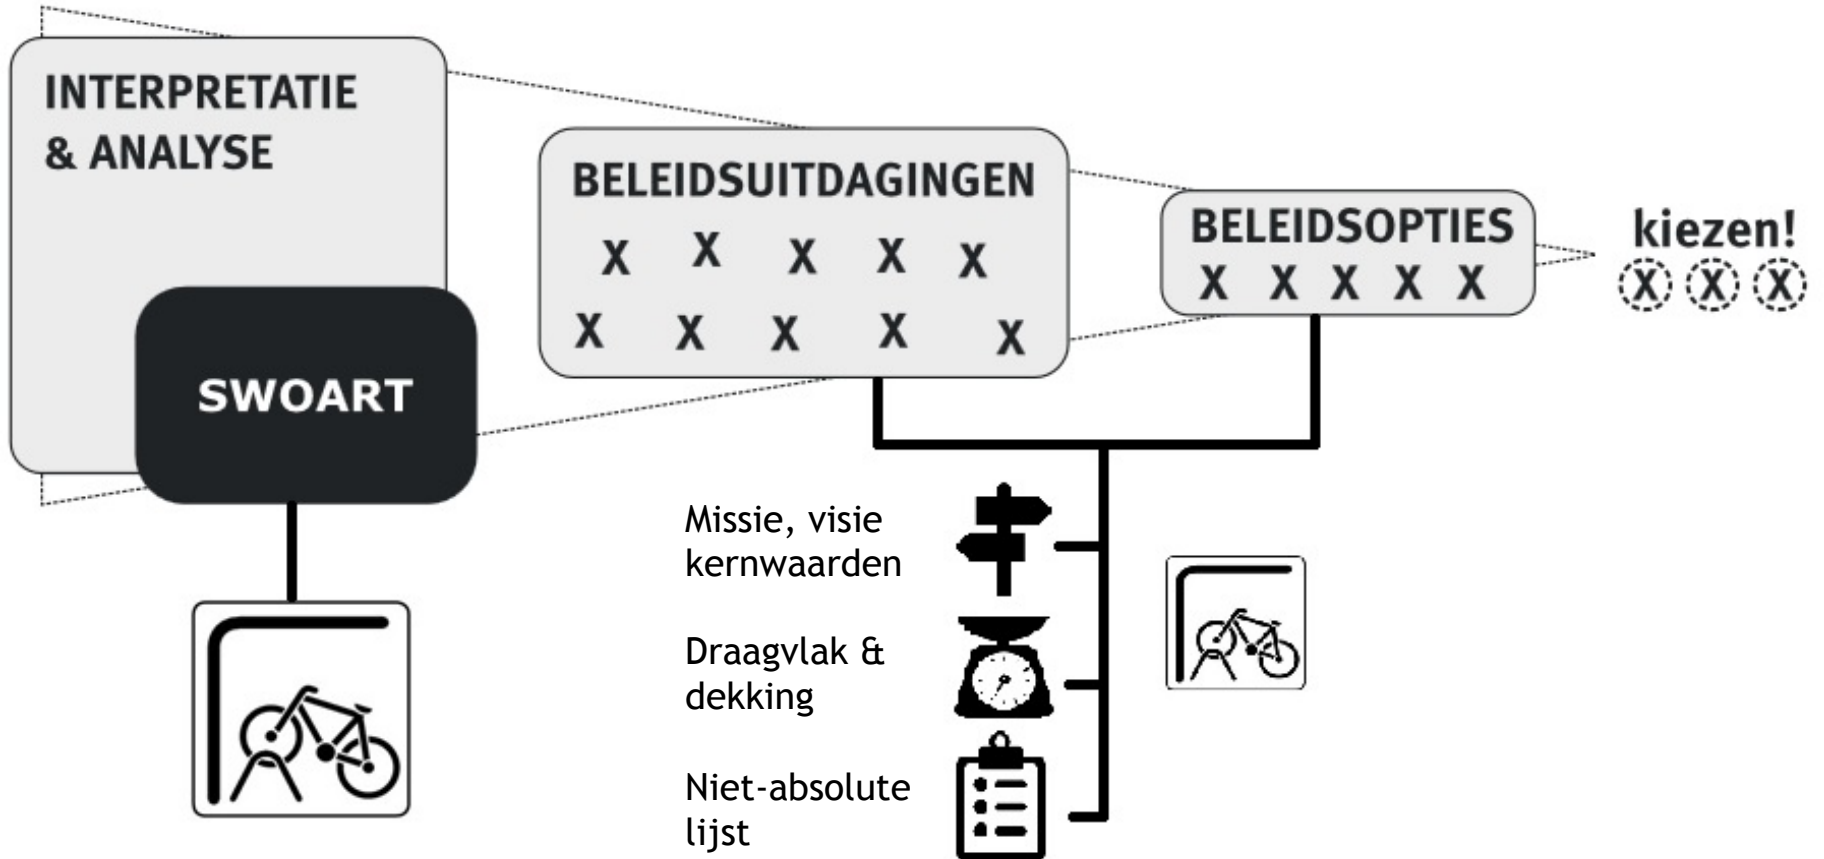 INTERPRETATIE
& ANALYSE
SWOART
BELEIDSUITDAGINGEN
X X X X X
X X X X X
BELEIDSOPTIES
X X X X X
kiezen!
X X X
Missie, visie
kernwaarden
Draagvlak &
dekking
Niet-absolute
lijst